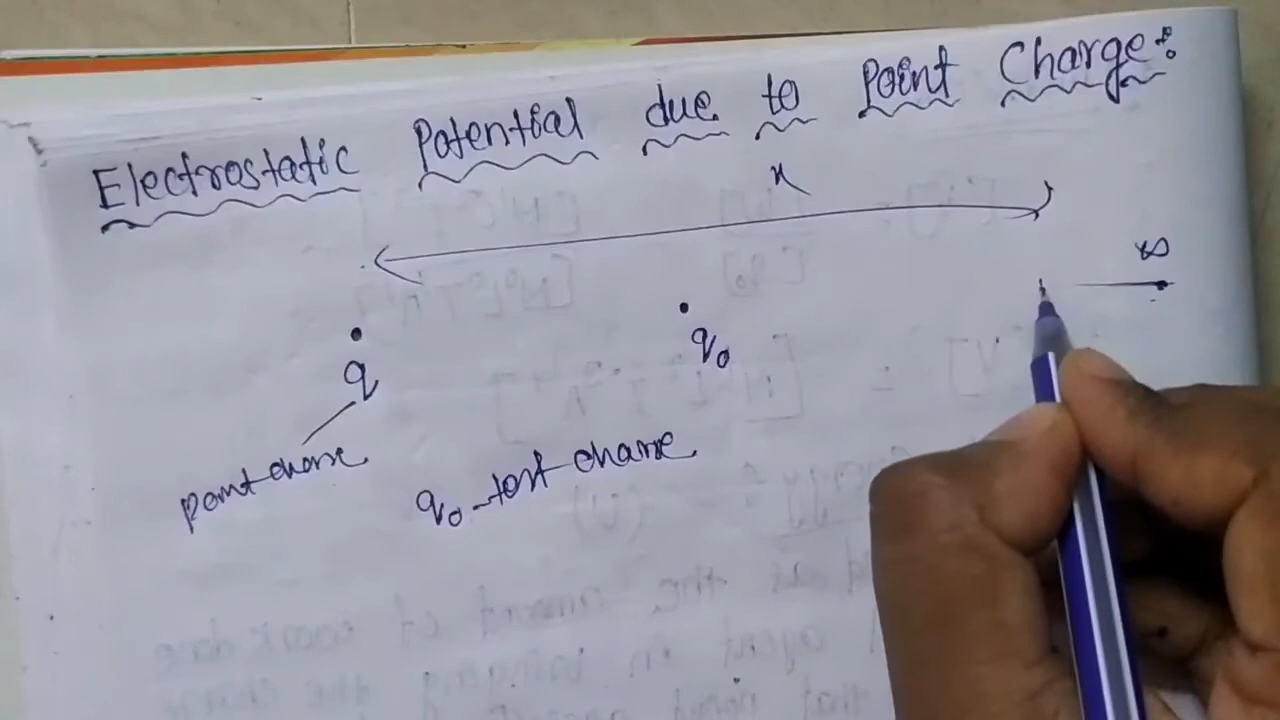 Electrostatic Potential due to Point Charge:
x
∞
q
q₀
point charge
q₀ - test charge